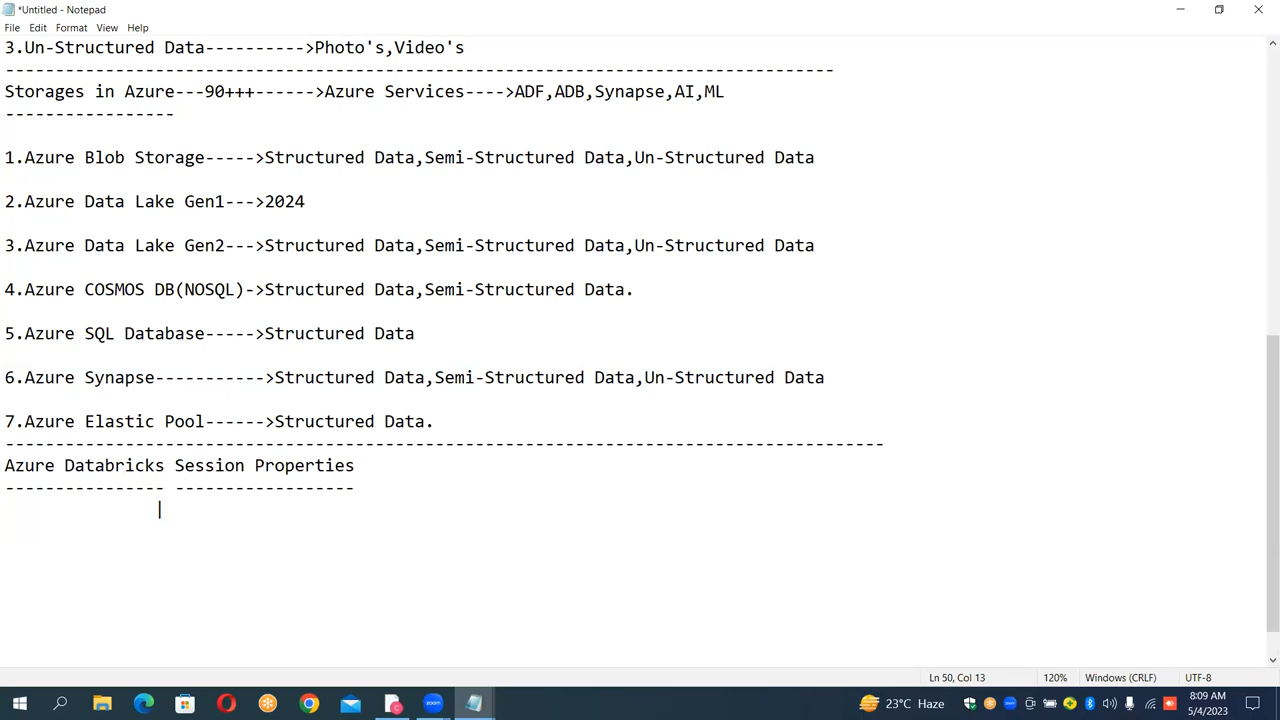 *Untitled - Notepad
File Edit Format View Help
3.Un-Structured Data---------->Photo's,Video's
-----------------------------------------------------------------------------------
Storages in Azure---90+++------>Azure Services---->ADF,ADB,Synapse,AI,ML
-----------------
1.Azure Blob Storage----->Structured Data,Semi-Structured Data,Un-Structured Data
2.Azure Data Lake Gen1--->2024
3.Azure Data Lake Gen2--->Structured Data,Semi-Structured Data,Un-Structured Data
4.Azure COSMOS DB(NOSQL)->Structured Data,Semi-Structured Data.
5.Azure SQL Database----->Structured Data
6.Azure Synapse----------->Structured Data,Semi-Structured Data,Un-Structured Data
7.Azure Elastic Pool------>Structured Data.
----------------------------------------------------------------------------------------
Azure Databricks Session Properties
---------------- ------------------
Ln 50, Col 13 120% Windows (CRLF) UTF-8
zoom
23°C Haze
8:09 AM
5/4/2023